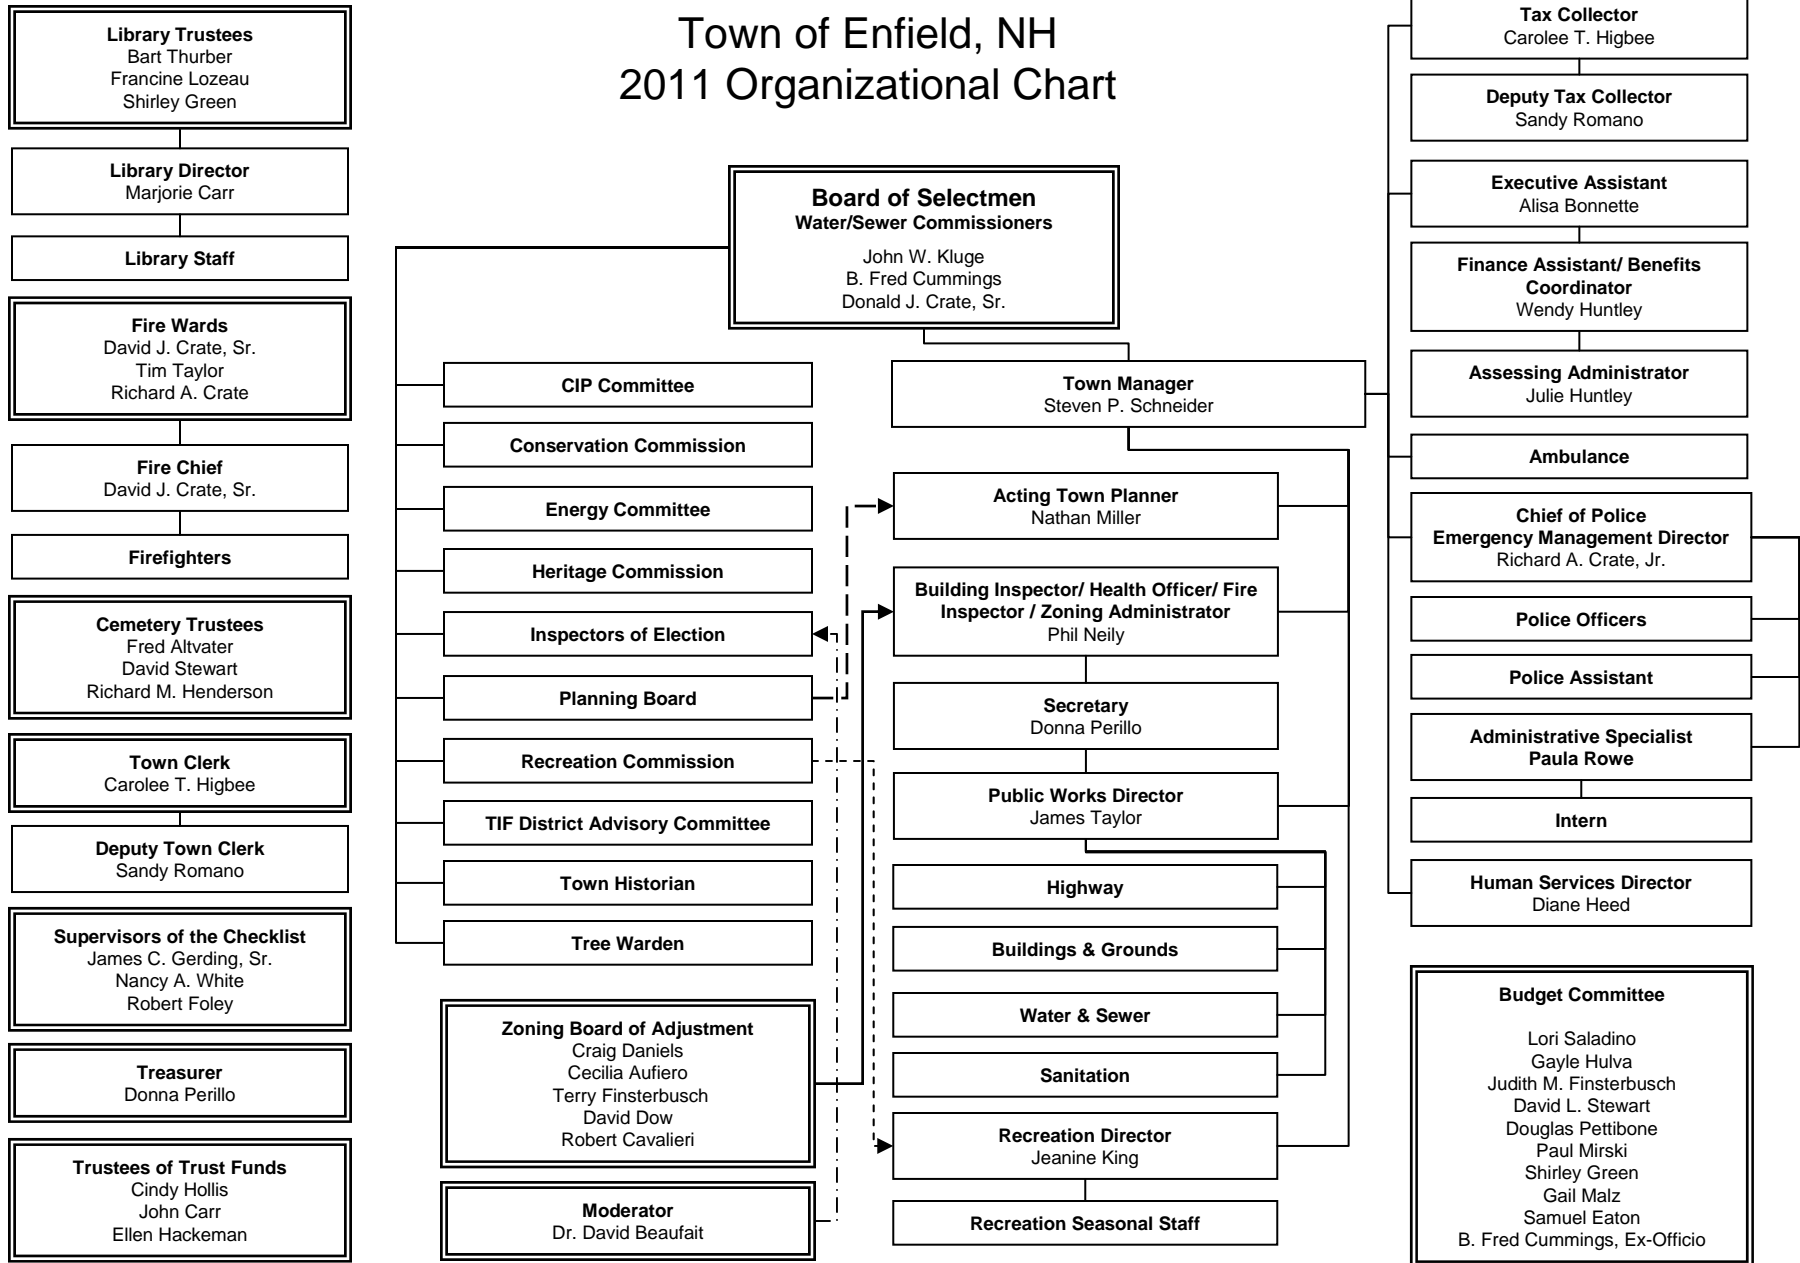 Town of Enfield, NH
2011 Organizational Chart
Library Trustees
Bart Thurber
Francine Lozeau
Shirley Green
Library Director
Marjorie Carr
Library Staff
Fire Wards
David J. Crate, Sr.
Tim Taylor
Richard A. Crate
Fire Chief
David J. Crate, Sr.
Firefighters
Cemetery Trustees
Fred Altvater
David Stewart
Richard M. Henderson
Town Clerk
Carolee T. Higbee
Deputy Town Clerk
Sandy Romano
Supervisors of the Checklist
James C. Gerding, Sr.
Nancy A. White
Robert Foley
Treasurer
Donna Perillo
Trustees of Trust Funds
Cindy Hollis
John Carr
Ellen Hackeman
Board of Selectmen
Water/Sewer Commissioners
John W. Kluge
B. Fred Cummings
Donald J. Crate, Sr.
CIP Committee
Conservation Commission
Energy Committee
Heritage Commission
Inspectors of Election
Planning Board
Recreation Commission
TIF District Advisory Committee
Town Historian
Tree Warden
Zoning Board of Adjustment
Craig Daniels
Cecilia Aufiero
Terry Finsterbusch
David Dow
Robert Cavalieri
Moderator
Dr. David Beaufait
Town Manager
Steven P. Schneider
Acting Town Planner
Nathan Miller
Building Inspector/ Health Officer/ Fire
Inspector / Zoning Administrator
Phil Neily
Secretary
Donna Perillo
Public Works Director
James Taylor
Highway
Buildings & Grounds
Water & Sewer
Sanitation
Recreation Director
Jeanine King
Recreation Seasonal Staff
Tax Collector
Carolee T. Higbee
Deputy Tax Collector
Sandy Romano
Executive Assistant
Alisa Bonnette
Finance Assistant/ Benefits
Coordinator
Wendy Huntley
Assessing Administrator
Julie Huntley
Ambulance
Chief of Police
Emergency Management Director
Richard A. Crate, Jr.
Police Officers
Police Assistant
Administrative Specialist
Paula Rowe
Intern
Human Services Director
Diane Heed
Budget Committee
Lori Saladino
Gayle Hulva
Judith M. Finsterbusch
David L. Stewart
Douglas Pettibone
Paul Mirski
Shirley Green
Gail Malz
Samuel Eaton
B. Fred Cummings, Ex-Officio